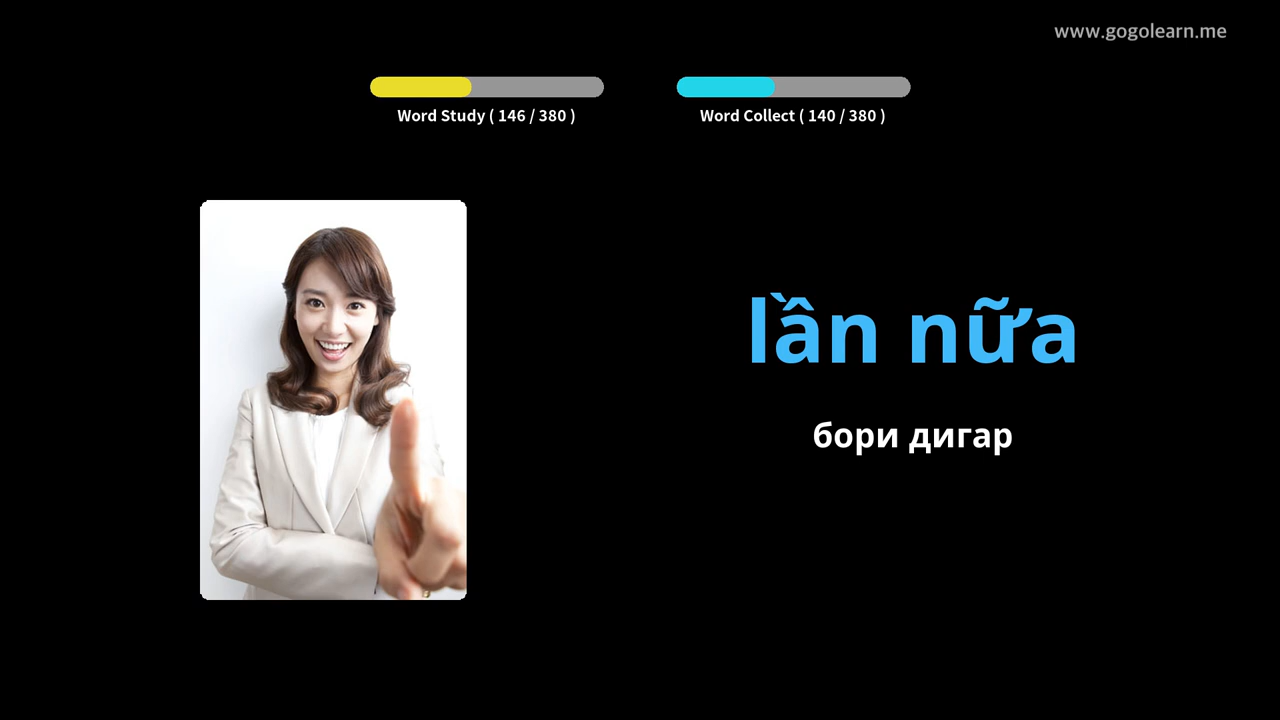 www.gogolearn.me
Word Study ( 146 / 380 )
Word Collect ( 140 / 380 )
lần nữa
бори дигар